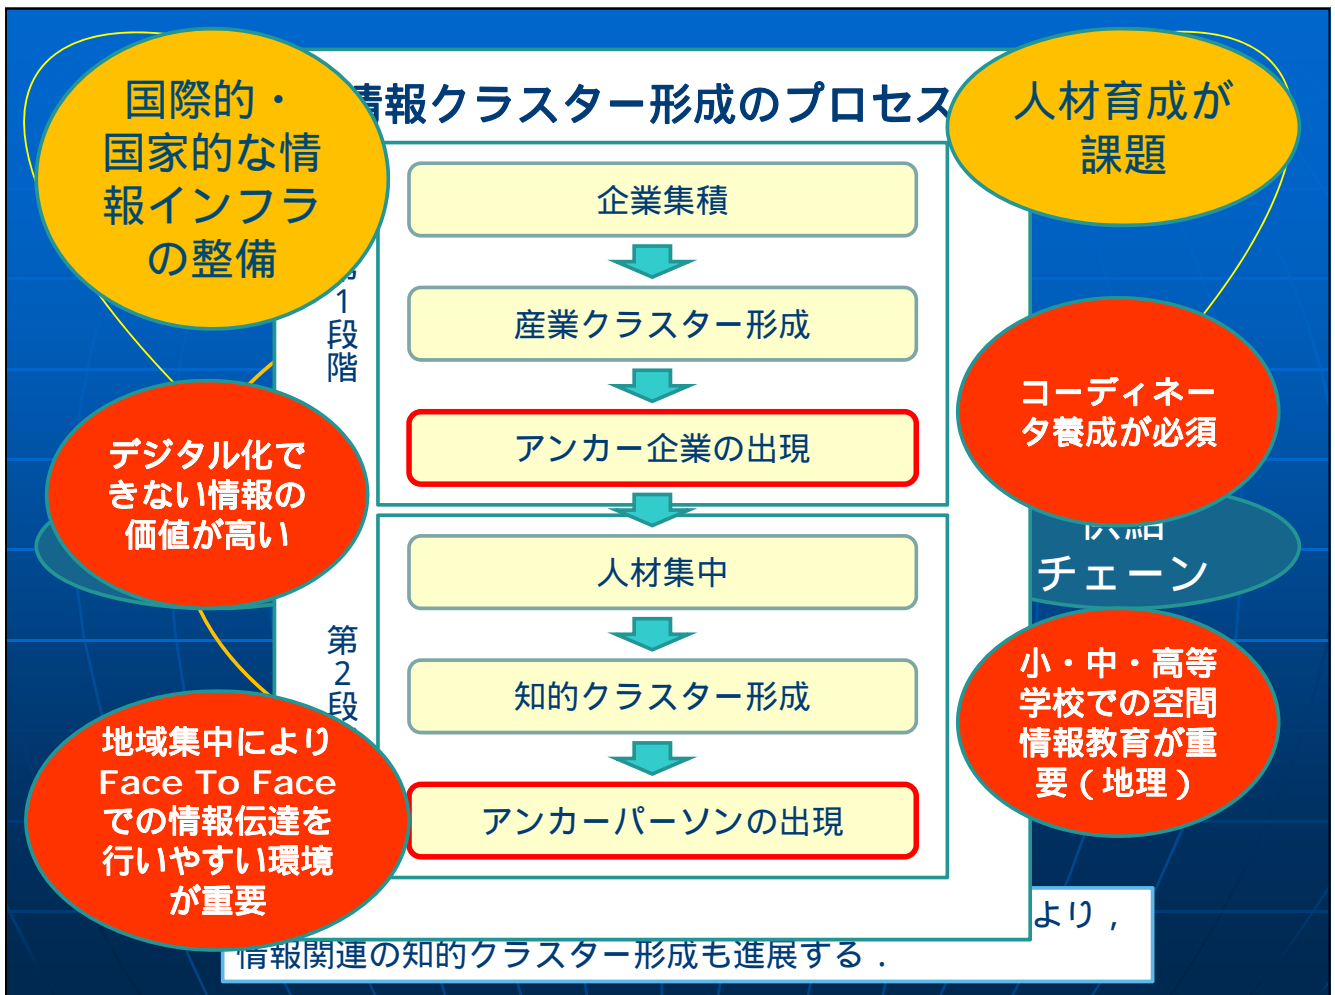 国際的・
国家的な情
報インフラ
の整備
情報クラスター形成のプロセス
人材育成が
課題
第1段階
企業集積
産業クラスター形成
アンカー企業の出現
デジタル化で
きない情報の
価値が高い
コーディネー
タ養成が必須
供給
チェーン
第2段
人材集中
知的クラスター形成
アンカーパーソンの出現
地域集中により
Face To Face
での情報伝達を
行いやすい環境
が重要
小・中・高等
学校での空間
情報教育が重
要（地理）
より，
情報関連の知的クラスター形成も進展する．